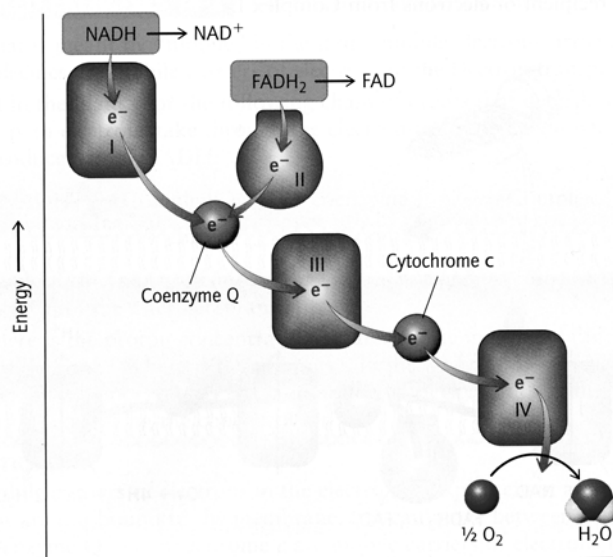 NADH → NAD⁺
FADH₂ → FAD
e⁻
I
e⁻
II
e⁻
Coenzyme Q
III
e⁻
Cytochrome c
e⁻
e⁻
IV
½ O₂
H₂O
Energy →